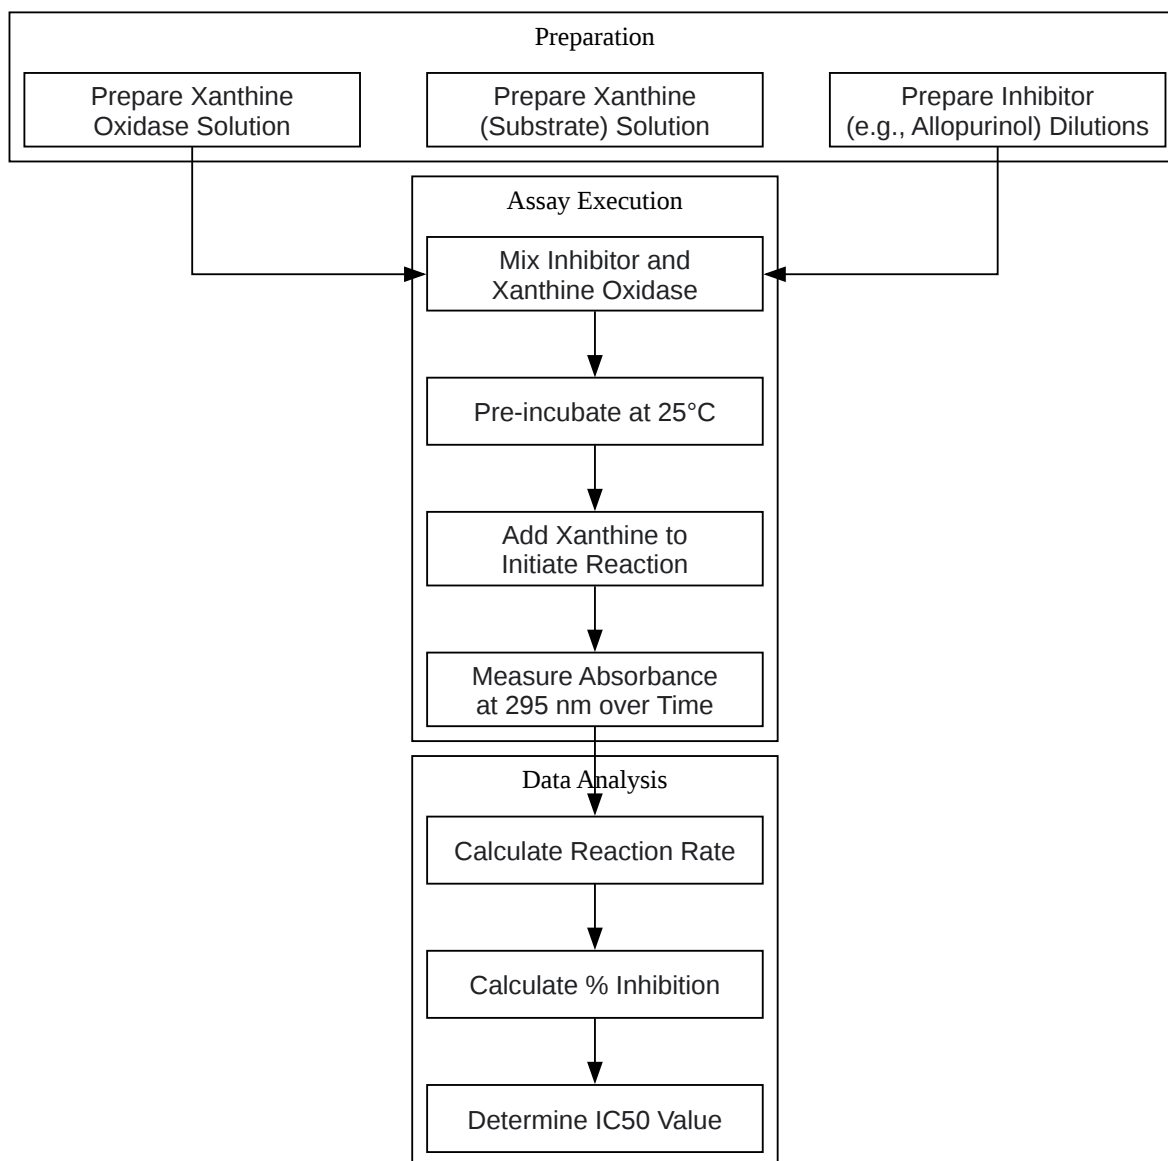 Preparation
Prepare Xanthine
Oxidase Solution
Prepare Xanthine
(Substrate) Solution
Prepare Inhibitor
(e.g., Allopurinol) Dilutions
Assay Execution
Mix Inhibitor and
Xanthine Oxidase
Pre-incubate at 25°C
Add Xanthine to
Initiate Reaction
Measure Absorbance
at 295 nm over Time
Data Analysis
Calculate Reaction Rate
Calculate % Inhibition
Determine IC50 Value